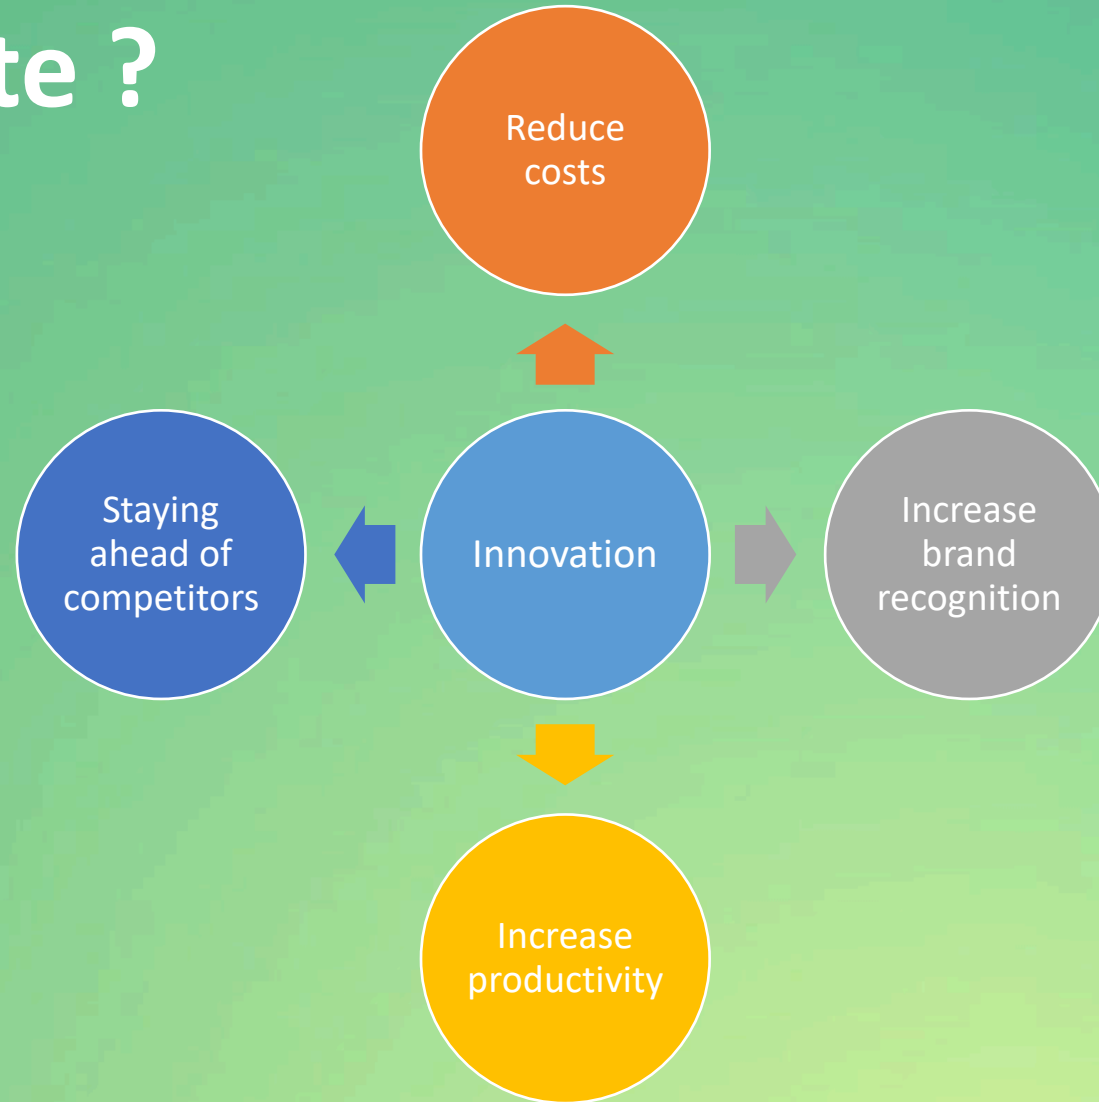 te ?
Reduce
costs
Staying
ahead of
competitors
Innovation
Increase
brand
recognition
Increase
productivity